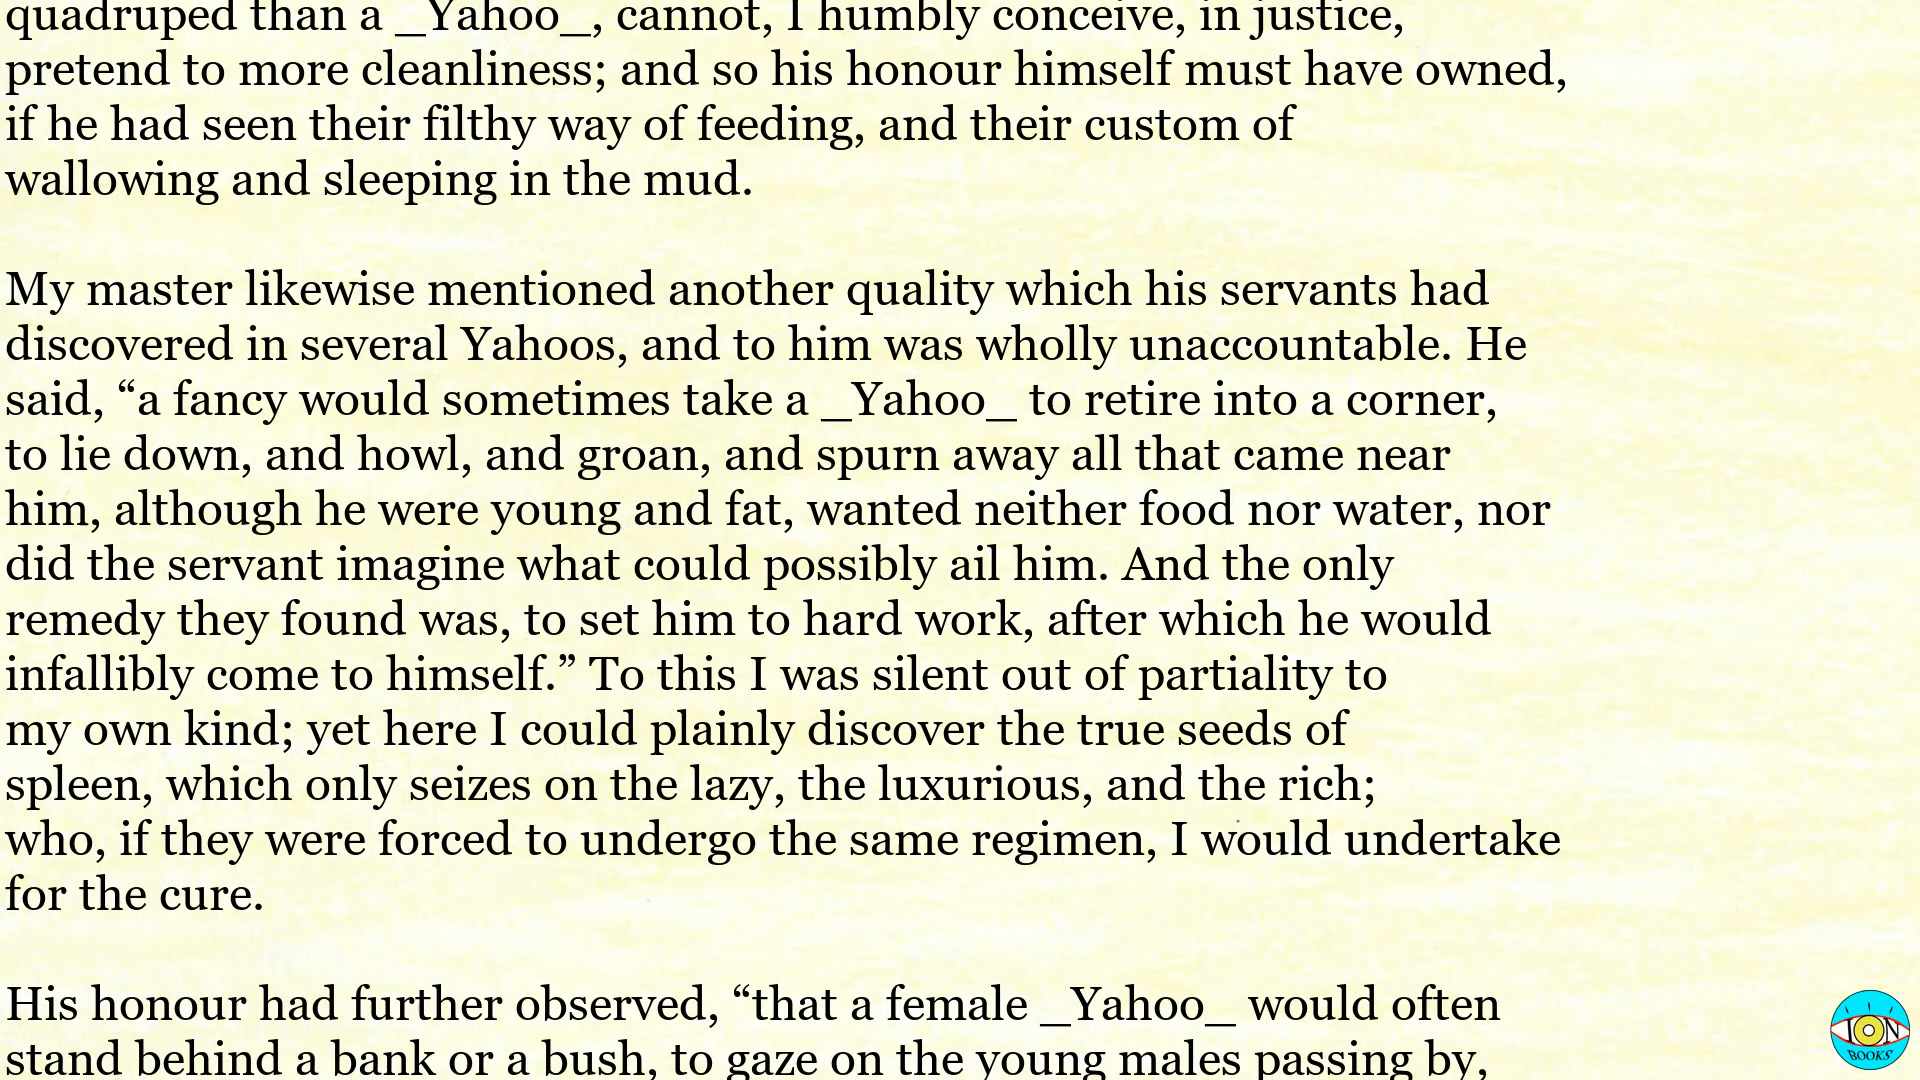 quadruped than a _Yahoo_, cannot, I humbly conceive, in justice,
pretend to more cleanliness; and so his honour himself must have owned,
if he had seen their filthy way of feeding, and their custom of
wallowing and sleeping in the mud.
My master likewise mentioned another quality which his servants had
discovered in several Yahoos, and to him was wholly unaccountable. He
said, “a fancy would sometimes take a _Yahoo_ to retire into a corner,
to lie down, and howl, and groan, and spurn away all that came near
him, although he were young and fat, wanted neither food nor water, nor
did the servant imagine what could possibly ail him. And the only
remedy they found was, to set him to hard work, after which he would
infallibly come to himself.” To this I was silent out of partiality to
my own kind; yet here I could plainly discover the true seeds of
spleen, which only seizes on the lazy, the luxurious, and the rich;
who, if they were forced to undergo the same regimen, I would undertake
for the cure.
His honour had further observed, “that a female _Yahoo_ would often
stand behind a bank or a bush, to gaze on the young males passing by,
ION
BOOKS